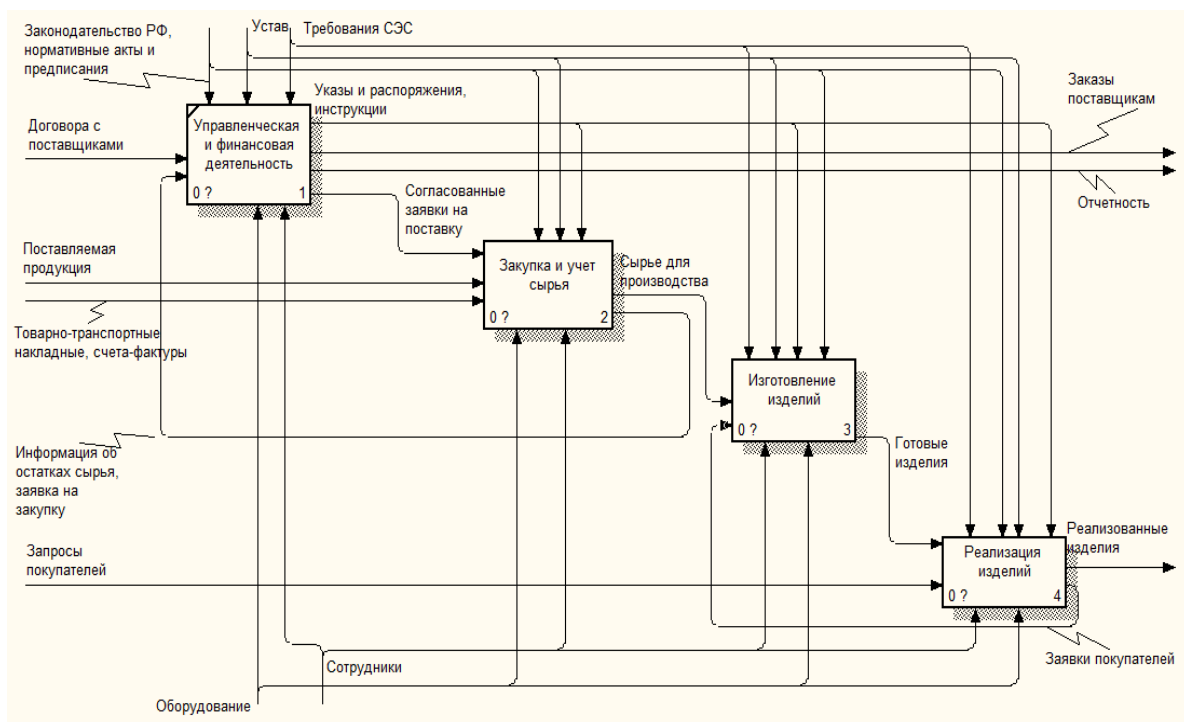 Законодательство РФ,
нормативные акты и
предписания
Устав
Требования СЭС
Указы и распоряжения,
инструкции
Заказы
поставщикам
Договора с
поставщиками
Управленческая
и финансовая
деятельность
0 ? 1
Отчетность
Согласованные
заявки на
поставку
Поставляемая
продукция
Закупка и учет
сырья
0 ? 2
Сырье для
производства
Товарно-транспортные
накладные, счета-фактуры
Изготовление
изделий
0 ? 3
Готовые
изделия
Информация об
остатках сырья,
заявка на
закупку
Запросы
покупателей
Реализация
изделий
0 ? 4
Реализованные
изделия
Заявки покупателей
Сотрудники
Оборудование